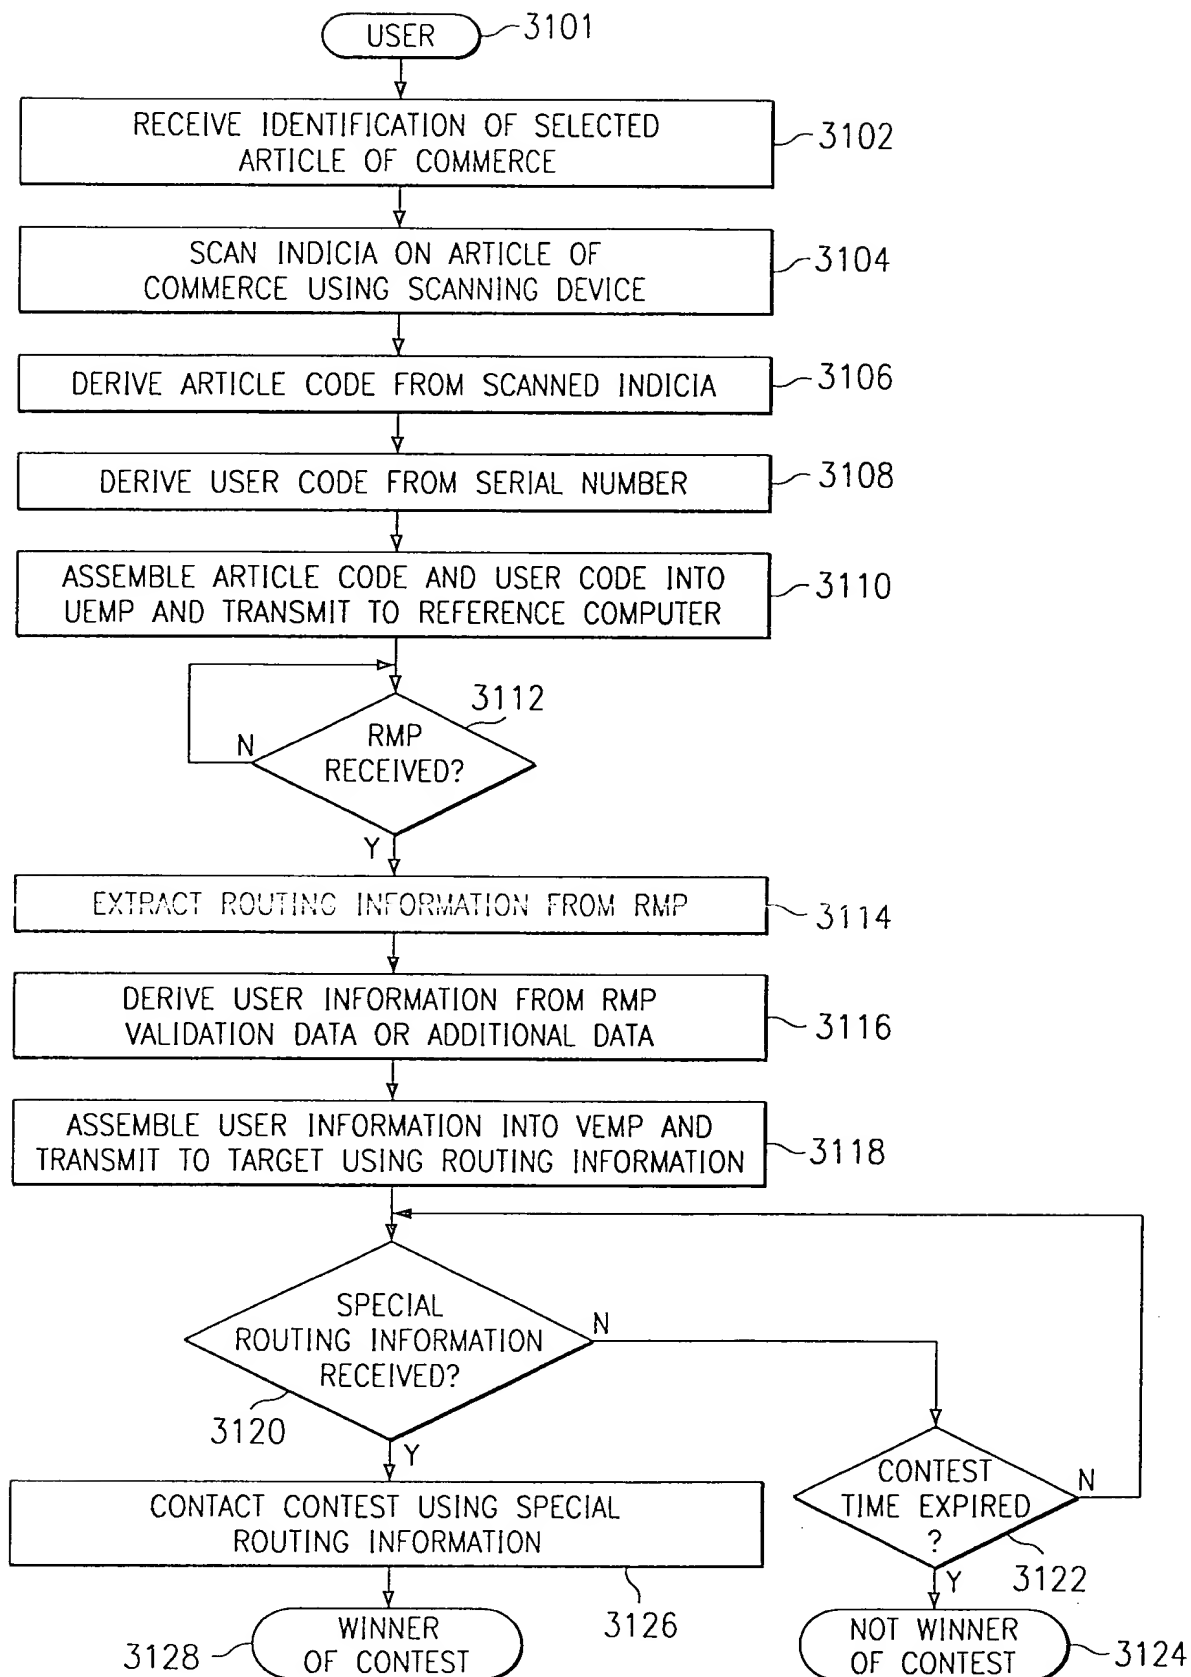 USER
3101
RECEIVE IDENTIFICATION OF SELECTED
ARTICLE OF COMMERCE
3102
SCAN INDICIA ON ARTICLE OF
COMMERCE USING SCANNING DEVICE
3104
DERIVE ARTICLE CODE FROM SCANNED INDICIA
3106
DERIVE USER CODE FROM SERIAL NUMBER
3108
ASSEMBLE ARTICLE CODE AND USER CODE INTO
UEMP AND TRANSMIT TO REFERENCE COMPUTER
3110
3112
RMP
RECEIVED?
N
Y
EXTRACT ROUTING INFORMATION FROM RMP
3114
DERIVE USER INFORMATION FROM RMP
VALIDATION DATA OR ADDITIONAL DATA
3116
ASSEMBLE USER INFORMATION INTO VEMP AND
TRANSMIT TO TARGET USING ROUTING INFORMATION
3118
SPECIAL
ROUTING INFORMATION
RECEIVED?
N
3120
Y
CONTEST
TIME EXPIRED
?
N
3122
Y
CONTACT CONTEST USING SPECIAL
ROUTING INFORMATION
3126
WINNER
OF CONTEST
3128
NOT WINNER
OF CONTEST
3124